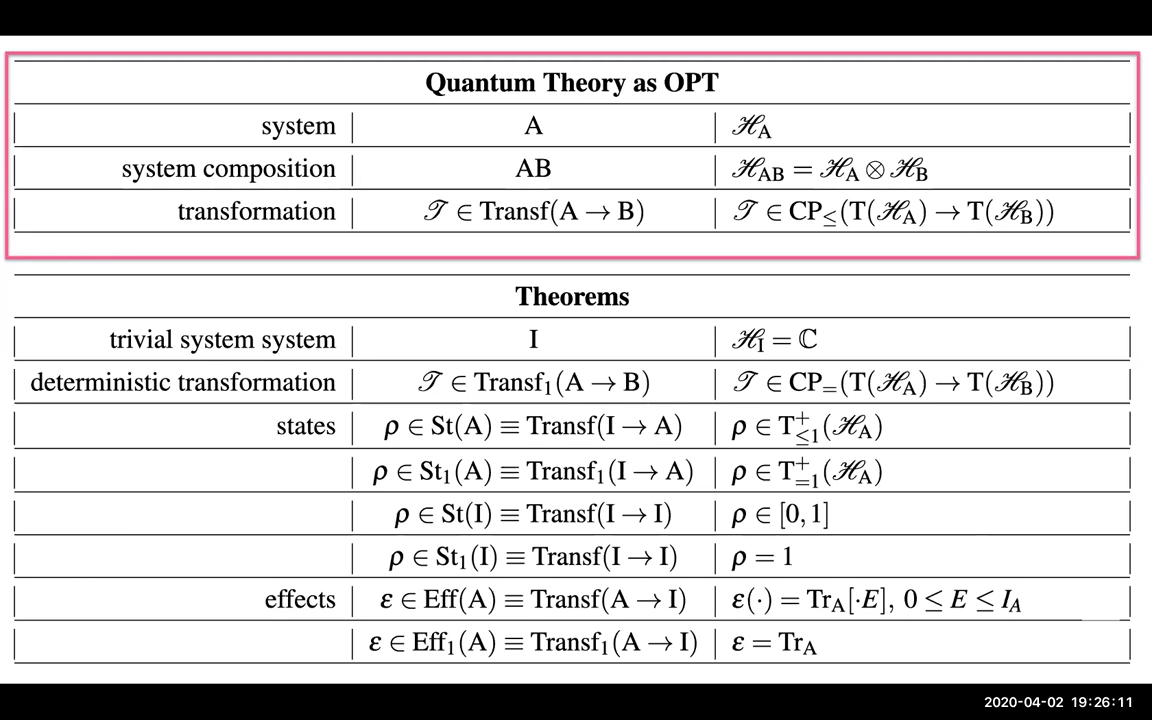 Quantum Theory as OPT
system A ℋ_A
system composition AB ℋ_AB = ℋ_A ⊗ ℋ_B
transformation 𝒯 ∈ Transf(A → B) 𝒯 ∈ CP_≤(T(ℋ_A) → T(ℋ_B))
Theorems
trivial system system I ℋ_I = ℂ
deterministic transformation 𝒯 ∈ Transf_1(A → B) 𝒯 ∈ CP_=(T(ℋ_A) → T(ℋ_B))
states ρ ∈ St(A) ≡ Transf(I → A) ρ ∈ T^+_≤1(ℋ_A)
ρ ∈ St_1(A) ≡ Transf_1(I → A) ρ ∈ T^+_=1(ℋ_A)
ρ ∈ St(I) ≡ Transf(I → I) ρ ∈ [0,1]
ρ ∈ St_1(I) ≡ Transf(I → I) ρ = 1
effects ε ∈ Eff(A) ≡ Transf(A → I) ε(·) = Tr_A[·E], 0 ≤ E ≤ I_A
ε ∈ Eff_1(A) ≡ Transf_1(A → I) ε = Tr_A
2020-04-02 19:26:11